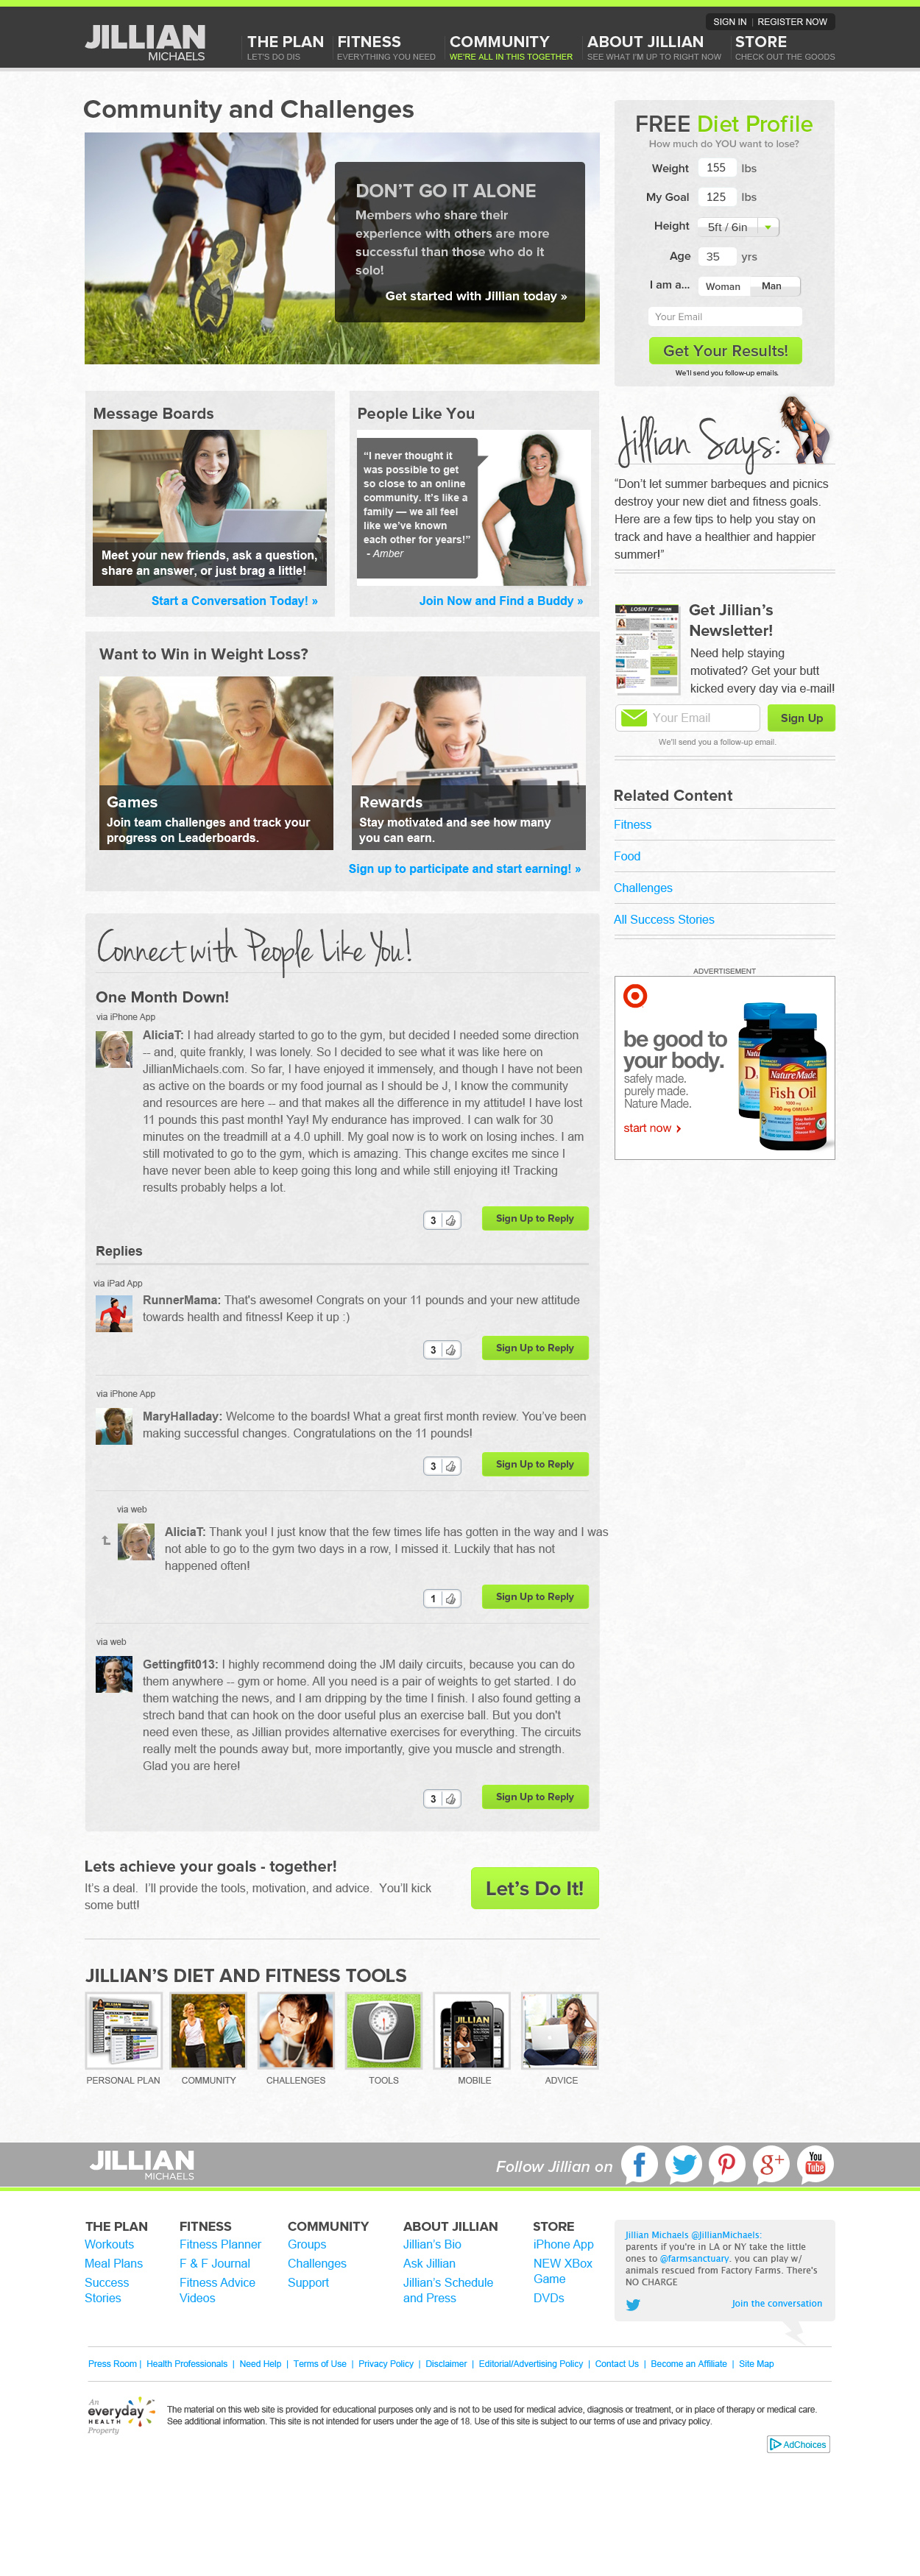 SIGN IN | REGISTER NOW
JILLIAN
MICHAELS
THE PLAN
LET'S DO DIS
FITNESS
EVERYTHING YOU NEED
COMMUNITY
WE'RE ALL IN THIS TOGETHER
ABOUT JILLIAN
SEE WHAT I'M UP TO RIGHT NOW
STORE
CHECK OUT THE GOODS
Community and Challenges
DON'T GO IT ALONE
Members who share their
experience with others are more
successful than those who do it
solo!
Get started with Jillian today »
FREE Diet Profile
How much do YOU want to lose?
Weight 155 lbs
My Goal 125 lbs
Height 5ft / 6in
Age 35 yrs
I am a... Woman Man
Your Email
Get Your Results!
We'll send you follow-up emails.
Message Boards
Meet your new friends, ask a question,
share an answer, or just brag a little!
Start a Conversation Today! »
People Like You
“I never thought it
was possible to get
so close to an online
community. It's like a
family — we all feel
like we've known
each other for years!”
- Amber
Join Now and Find a Buddy »
Jillian Says:
“Don't let summer barbeques and picnics
destroy your new diet and fitness goals.
Here are a few tips to help you stay on
track and have a healthier and happier
summer!”
Want to Win in Weight Loss?
Games
Join team challenges and track your
progress on Leaderboards.
Rewards
Stay motivated and see how many
you can earn.
Sign up to participate and start earning! »
LOSIN IT
Get Jillian's
Newsletter!
Need help staying
motivated? Get your butt
kicked every day via e-mail!
Your Email
Sign Up
We'll send you a follow-up email.
Related Content
Fitness
Food
Challenges
All Success Stories
ADVERTISEMENT
be good to
your body.
safely made.
purely made.
Nature Made.
start now ›
Nature Made
Fish Oil
Connect with People Like You!
One Month Down!
via iPhone App
AliciaT: I had already started to go to the gym, but decided I needed some direction
-- and, quite frankly, I was lonely. So I decided to see what it was like here on
JillianMichaels.com. So far, I have enjoyed it immensely, and though I have not been
as active on the boards or my food journal as I should be J, I know the community
and resources are here -- and that makes all the difference in my attitude! I have lost
11 pounds this past month! Yay! My endurance has improved. I can walk for 30
minutes on the treadmill at a 4.0 uphill. My goal now is to work on losing inches. I am
still motivated to go to the gym, which is amazing. This change excites me since I
have never been able to keep going this long and while still enjoying it! Tracking
results probably helps a lot.
3
Sign Up to Reply
Replies
via iPad App
RunnerMama: That's awesome! Congrats on your 11 pounds and your new attitude
towards health and fitness! Keep it up :)
3
Sign Up to Reply
via iPhone App
MaryHalladay: Welcome to the boards! What a great first month review. You've been
making successful changes. Congratulations on the 11 pounds!
3
Sign Up to Reply
via web
AliciaT: Thank you! I just know that the few times life has gotten in the way and I was
not able to go to the gym two days in a row, I missed it. Luckily that has not
happened often!
1
Sign Up to Reply
via web
Gettingfit013: I highly recommend doing the JM daily circuits, because you can do
them anywhere -- gym or home. All you need is a pair of weights to get started. I do
them watching the news, and I am dripping by the time I finish. I also found getting a
strech band that can hook on the door useful plus an exercise ball. But you don't
need even these, as Jillian provides alternative exercises for everything. The circuits
really melt the pounds away but, more importantly, give you muscle and strength.
Glad you are here!
3
Sign Up to Reply
Lets achieve your goals - together!
It's a deal. I'll provide the tools, motivation, and advice. You'll kick
some butt!
Let's Do It!
JILLIAN'S DIET AND FITNESS TOOLS
JILLIAN
PERSONAL PLAN
COMMUNITY
CHALLENGES
TOOLS
MOBILE
ADVICE
JILLIAN
MICHAELS
Follow Jillian on
You
Tube
THE PLAN
Workouts
Meal Plans
Success
Stories
FITNESS
Fitness Planner
F & F Journal
Fitness Advice
Videos
COMMUNITY
Groups
Challenges
Support
ABOUT JILLIAN
Jillian's Bio
Ask Jillian
Jillian's Schedule
and Press
STORE
iPhone App
NEW XBox
Game
DVDs
Jillian Michaels @JillianMichaels:
parents if you're in LA or NY take the little
ones to @farmsanctuary. you can play w/
animals rescued from Factory Farms. There's
NO CHARGE
Join the conversation
Press Room | Health Professionals | Need Help | Terms of Use | Privacy Policy | Disclaimer | Editorial/Advertising Policy | Contact Us | Become an Affiliate | Site Map
An
everyday
HEALTH
Property
The material on this web site is provided for educational purposes only and is not to be used for medical advice, diagnosis or treatment, or in place of therapy or medical care.
See additional information. This site is not intended for users under the age of 18. Use of this site is subject to our terms of use and privacy policy.
AdChoices